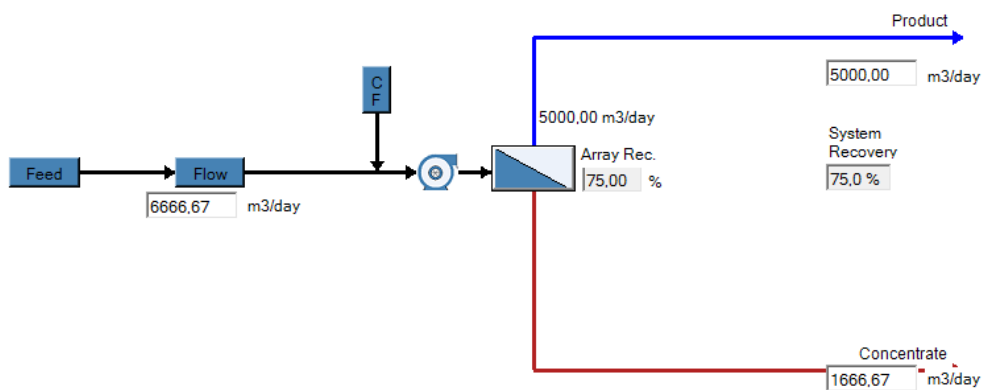 Product
5000,00 m3/day
C
F
5000,00 m3/day
System
Recovery
Array Rec.
75,00 %
75,0 %
Feed
Flow
6666,67 m3/day
Concentrate
1666,67 m3/day